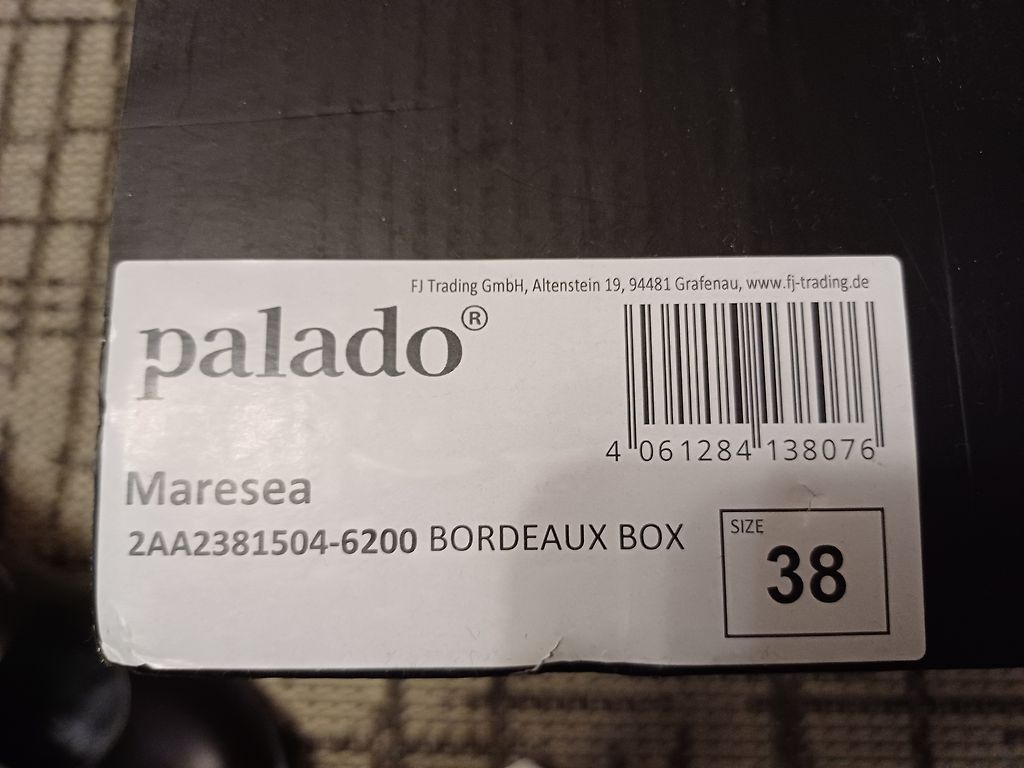 FJ Trading GmbH, Altenstein 19, 94481 Grafenau, www.fj-trading.de
palado®
4 061284 138076
Maresea
2AA2381504-6200 BORDEAUX BOX
SIZE
38